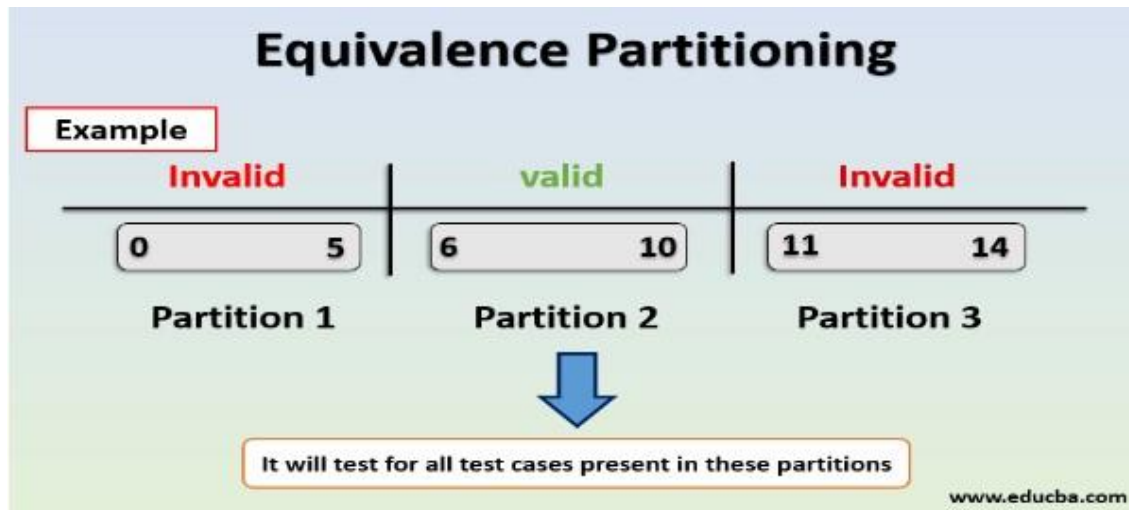 Equivalence Partitioning
Example
Invalid valid Invalid
0 5 6 10 11 14
Partition 1 Partition 2 Partition 3
It will test for all test cases present in these partitions
www.educba.com